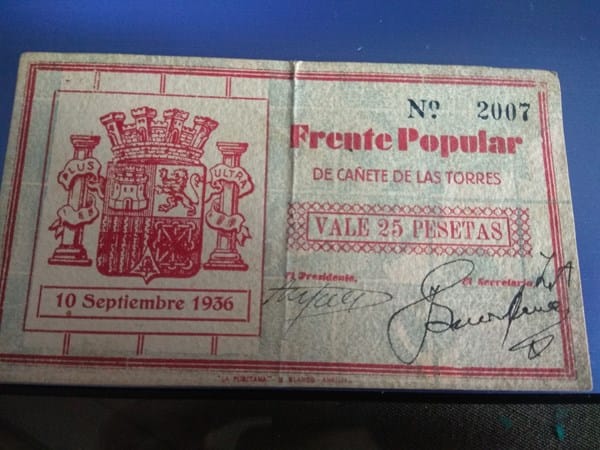 Nº 2007
Frente Popular
DE CAÑETE DE LAS TORRES
VALE 25 PESETAS
PLUS ULTRA
El Presidente,
El Secretario,
10 Septiembre 1936